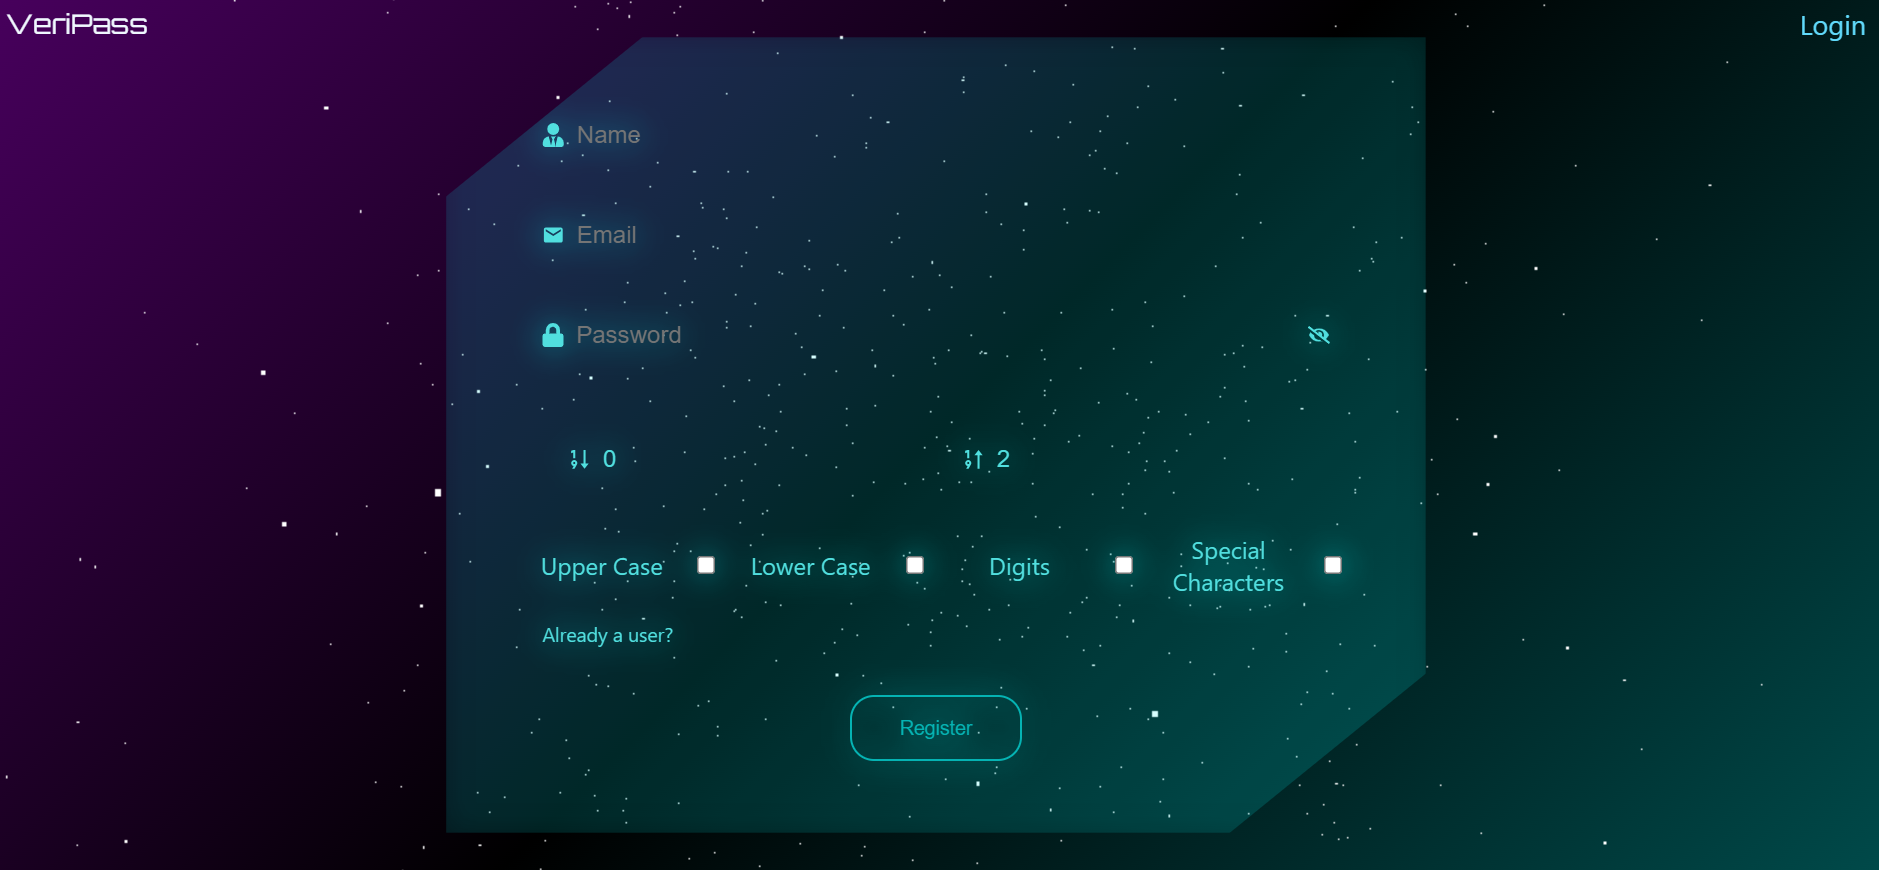 VeriPass
Login
Name
Email
Password
0
2
Upper Case
Lower Case
Digits
Special
Characters
Already a user?
Register